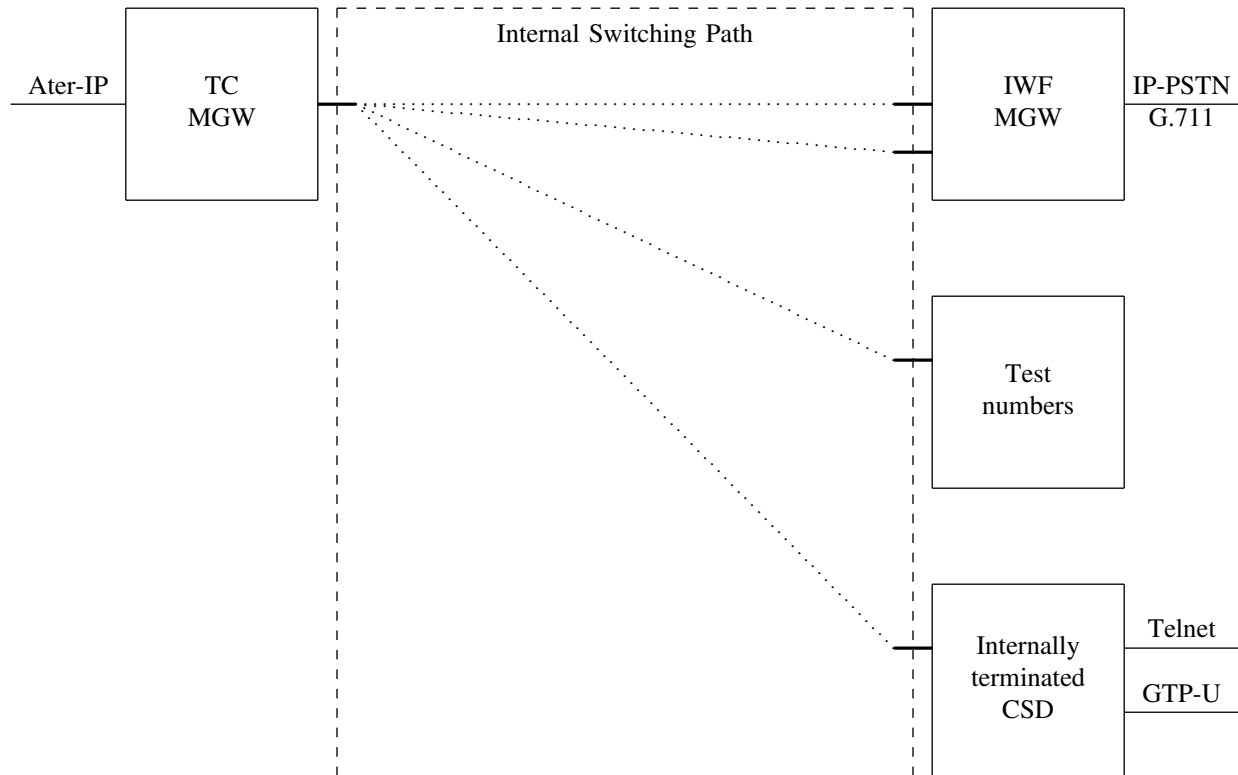 Internal Switching Path
Ater-IP
TC
MGW
IWF
MGW
IP-PSTN
G.711
Test
numbers
Internally
terminated
CSD
Telnet
GTP-U